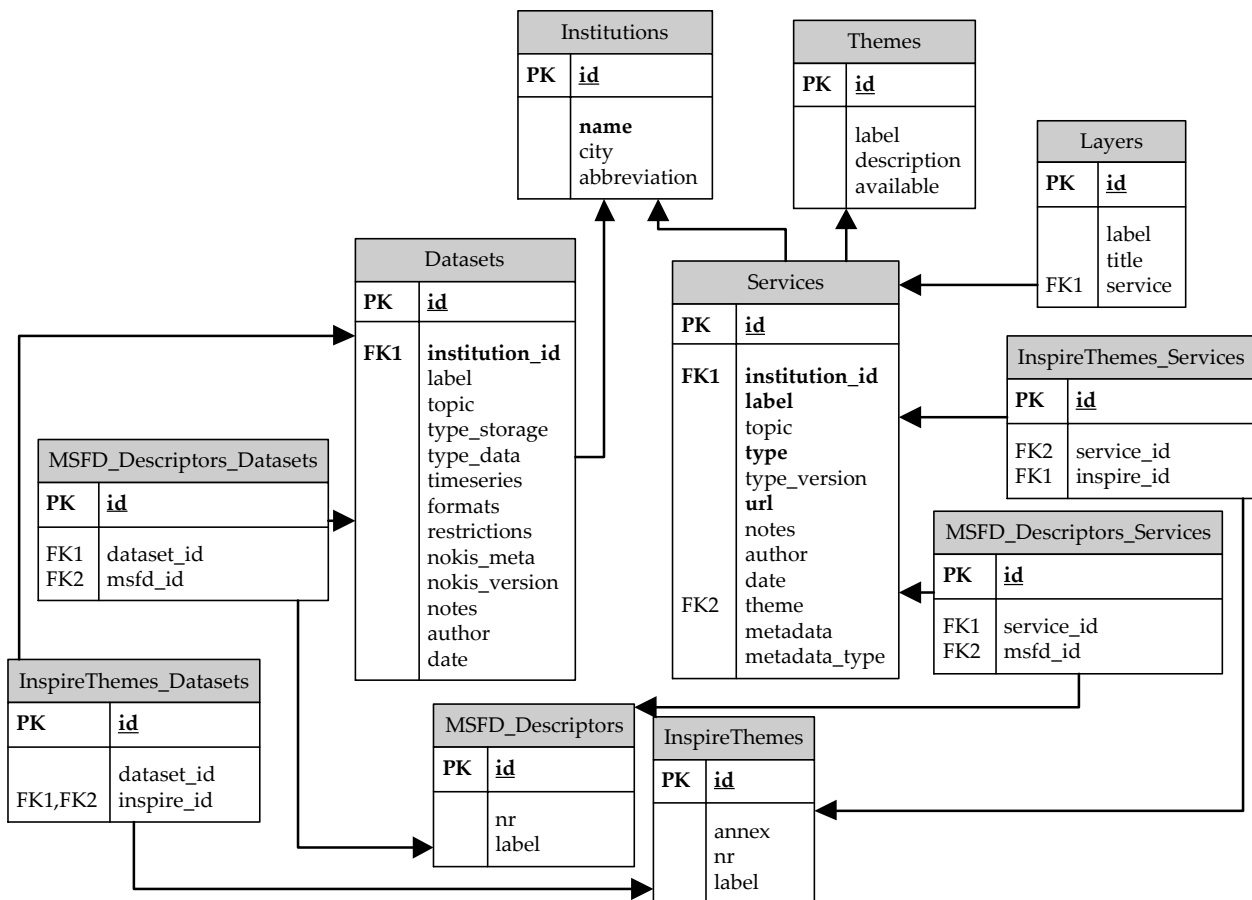 Institutions
PK id
name
city
abbreviation
Themes
PK id
label
description
available
Layers
PK id
label
title
FK1 service
Datasets
PK id
FK1 institution_id
label
topic
type_storage
type_data
timeseries
formats
restrictions
nokis_meta
nokis_version
notes
author
date
Services
PK id
FK1 institution_id
label
topic
type
type_version
url
notes
author
date
FK2 theme
metadata
metadata_type
InspireThemes_Services
PK id
FK2 service_id
FK1 inspire_id
MSFD_Descriptors_Datasets
PK id
FK1 dataset_id
FK2 msfd_id
MSFD_Descriptors_Services
PK id
FK1 service_id
FK2 msfd_id
InspireThemes_Datasets
PK id
dataset_id
FK1,FK2 inspire_id
MSFD_Descriptors
PK id
nr
label
InspireThemes
PK id
annex
nr
label